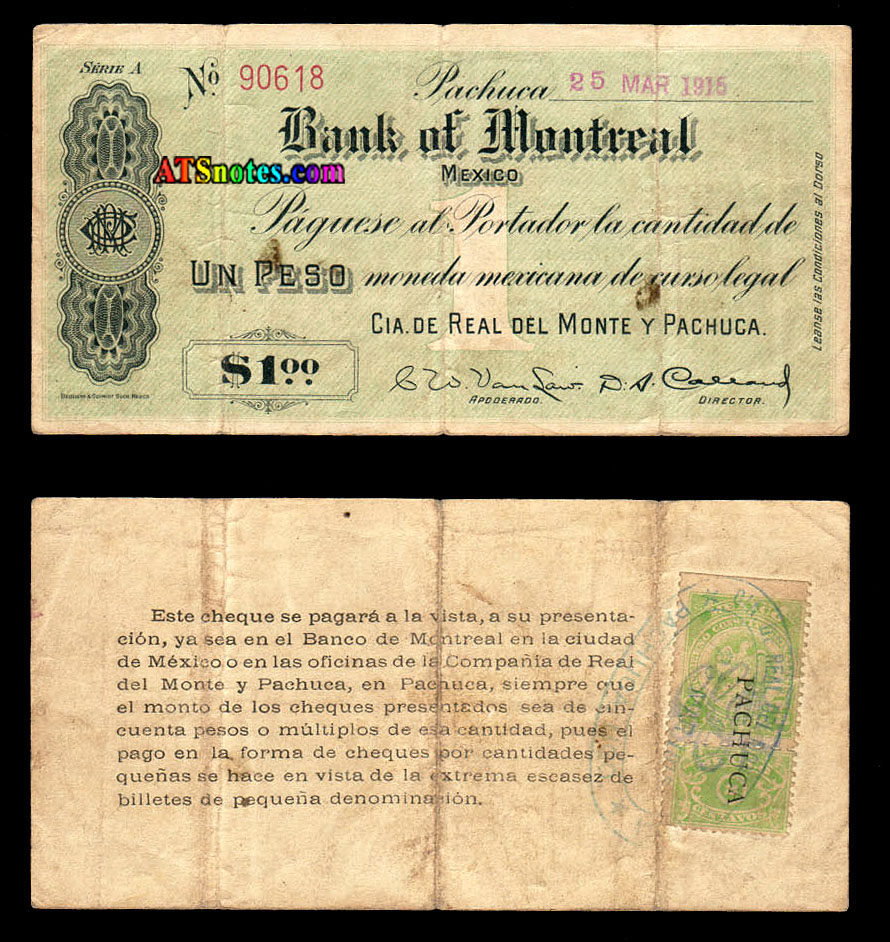 SERIE A
Nº 90618
Pachuca 25 MAR 1915
Bank of Montreal
ATSnotes.com
MEXICO
Páguese al Portador la cantidad de
UN PESO moneda mexicana de curso legal
CIA. DE REAL DEL MONTE Y PACHUCA.
$1.00
APODERADO. DIRECTOR.
Leanse las Condiciones al Dorso
1
Este cheque se pagará a la vista, a su presenta-
ción, ya sea en el Banco de Montreal en la ciudad
de México o en las oficinas de la Compañía de Real
del Monte y Pachuca, en Pachuca, siempre que
el monto de los cheques presentados sea de cin-
cuenta pesos o múltiplos de esa cantidad, pues el
pago en la forma de cheques por cantidades pe-
queñas se hace en vista de la extrema escasez de
billetes de pequeña denominación.
PACHUCA
REAL DEL